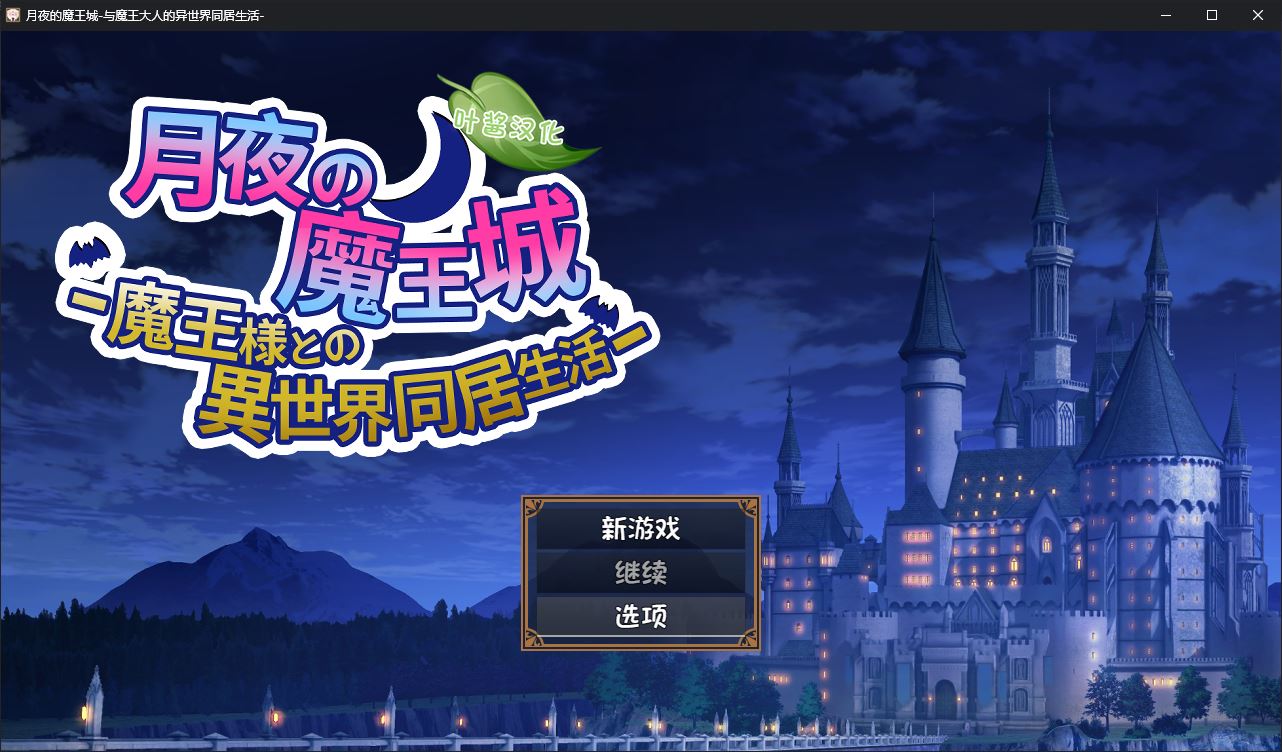 月夜的魔王城-与魔王大人的异世界同居生活-
叶酱汉化
月夜の
魔王城
-魔王様との
異世界同居生活-
新游戏
继续
选项